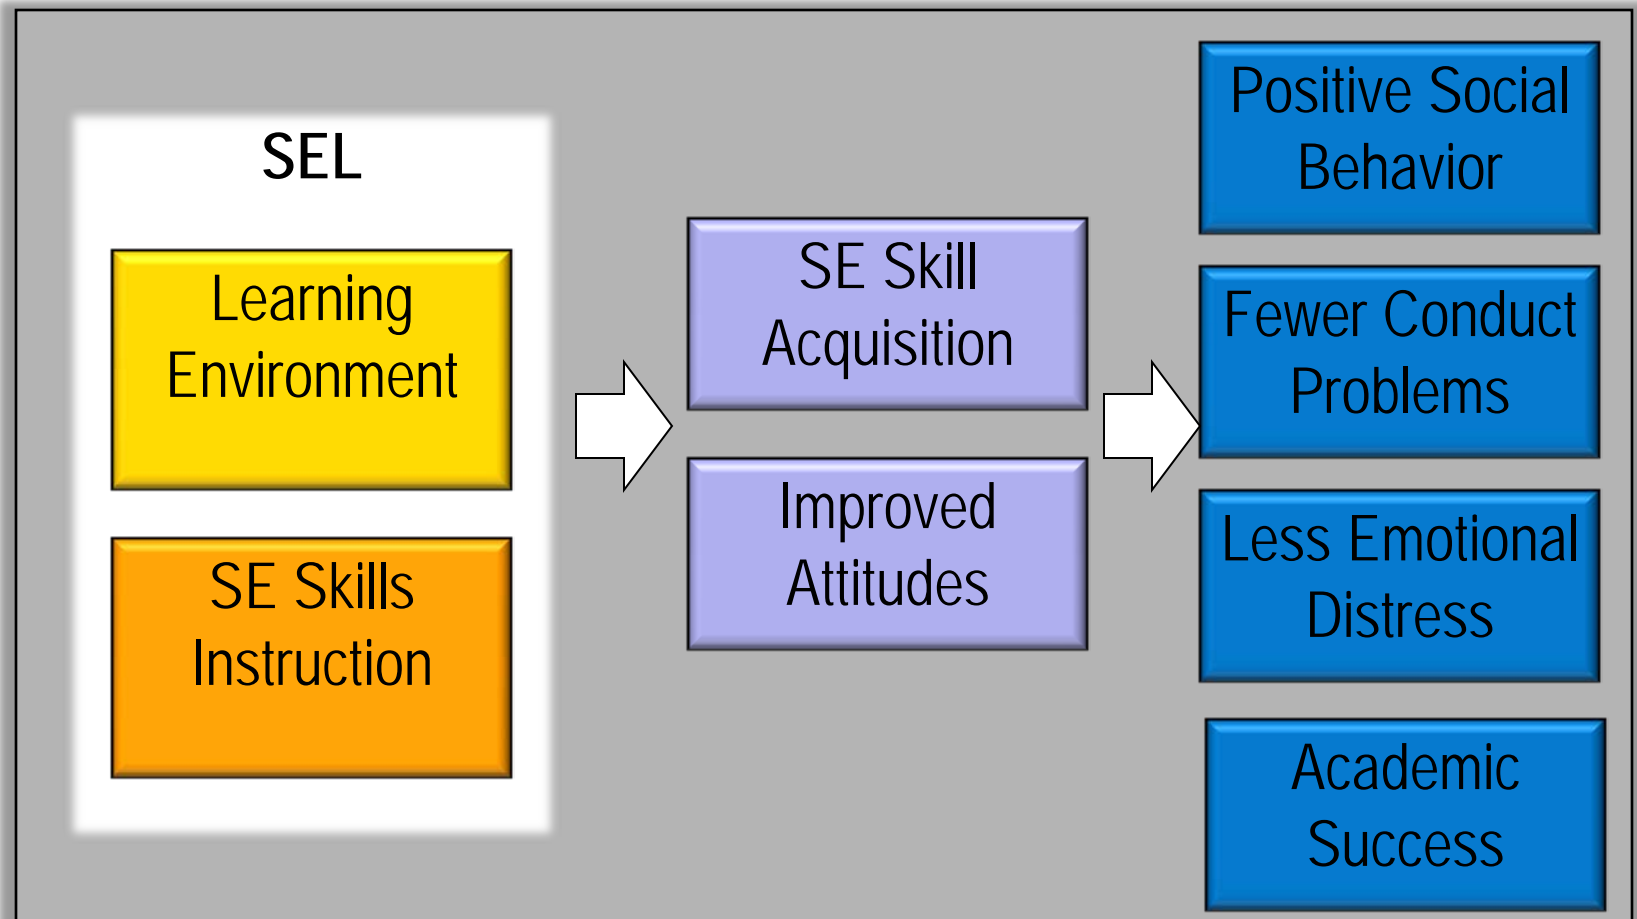 SEL
Learning
Environment
SE Skills
Instruction
SE Skill
Acquisition
Improved
Attitudes
Positive Social
Behavior
Fewer Conduct
Problems
Less Emotional
Distress
Academic
Success